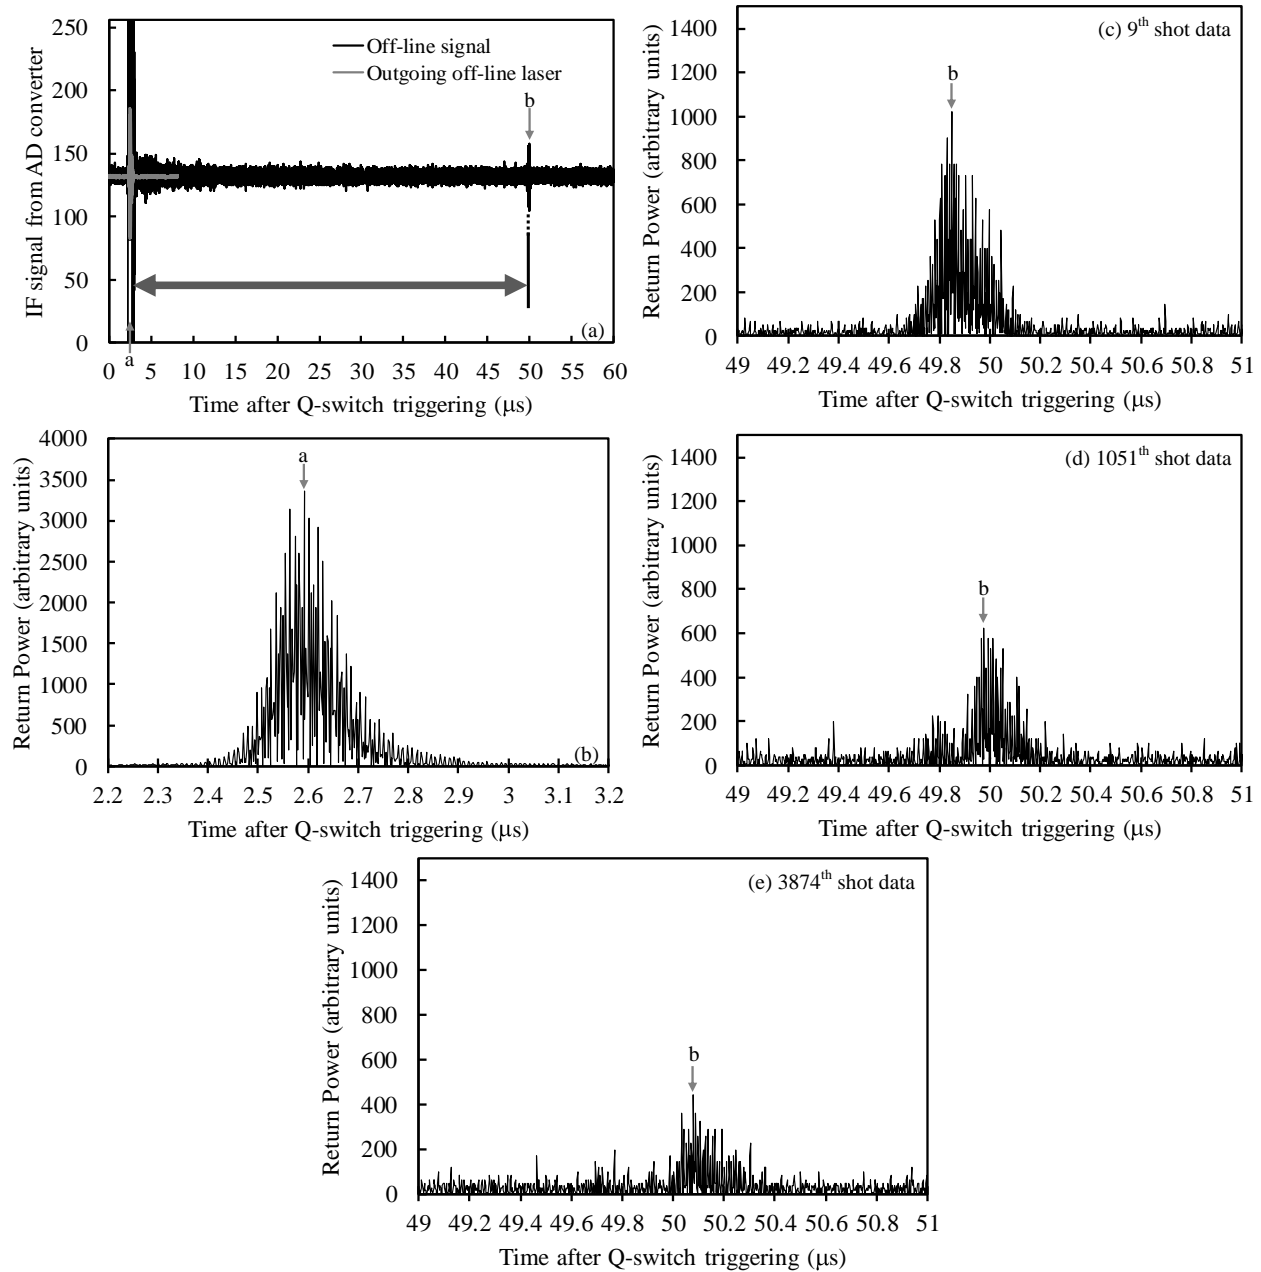 250
200
150
100
50
0
IF signal from AD converter
Off-line signal
Outgoing off-line laser
b
a
(a)
0 5 10 15 20 25 30 35 40 45 50 55 60
Time after Q-switch triggering (μs)
1400
1200
1000
800
600
400
200
0
Return Power (arbitrary units)
(c) 9th shot data
b
49 49.2 49.4 49.6 49.8 50 50.2 50.4 50.6 50.8 51
Time after Q-switch triggering (μs)
4000
3500
3000
2500
2000
1500
1000
500
0
Return Power (arbitrary units)
a
(b)
2.2 2.3 2.4 2.5 2.6 2.7 2.8 2.9 3 3.1 3.2
Time after Q-switch triggering (μs)
1400
1200
1000
800
600
400
200
0
Return Power (arbitrary units)
(d) 1051th shot data
b
49 49.2 49.4 49.6 49.8 50 50.2 50.4 50.6 50.8 51
Time after Q-switch triggering (μs)
1400
1200
1000
800
600
400
200
0
Return Power (arbitrary units)
(e) 3874th shot data
b
49 49.2 49.4 49.6 49.8 50 50.2 50.4 50.6 50.8 51
Time after Q-switch triggering (μs)